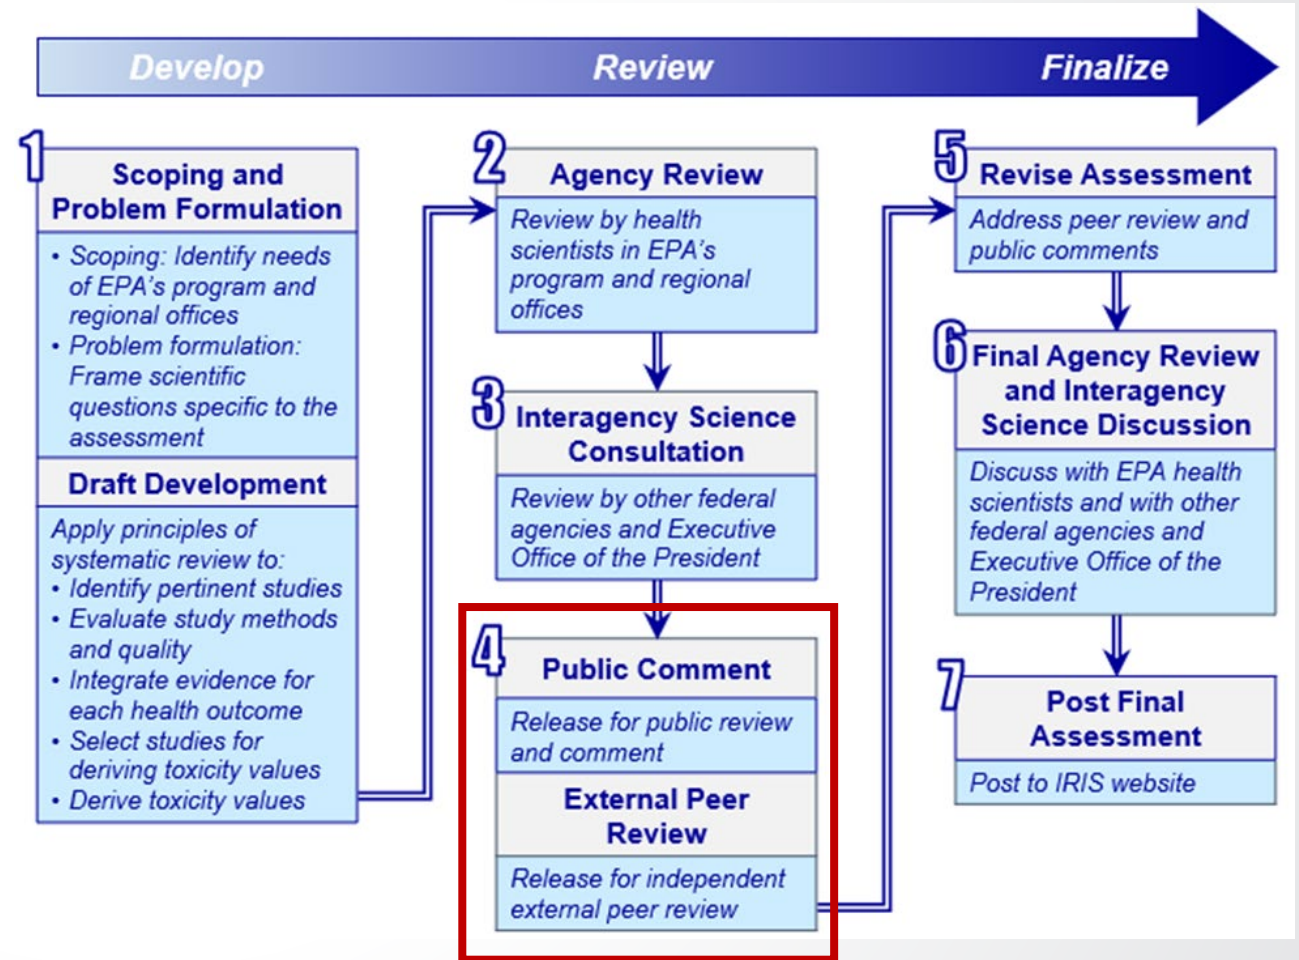 Develop
Review
Finalize
1
Scoping and
Problem Formulation
• Scoping: Identify needs
of EPA's program and
regional offices
• Problem formulation:
Frame scientific
questions specific to the
assessment
Draft Development
Apply principles of
systematic review to:
• Identify pertinent studies
• Evaluate study methods
and quality
• Integrate evidence for
each health outcome
• Select studies for
deriving toxicity values
• Derive toxicity values
2
Agency Review
Review by health
scientists in EPA's
program and regional
offices
3
Interagency Science
Consultation
Review by other federal
agencies and Executive
Office of the President
4
Public Comment
Release for public review
and comment
External Peer
Review
Release for independent
external peer review
5
Revise Assessment
Address peer review and
public comments
6
Final Agency Review
and Interagency
Science Discussion
Discuss with EPA health
scientists and with other
federal agencies and
Executive Office of the
President
7
Post Final
Assessment
Post to IRIS website